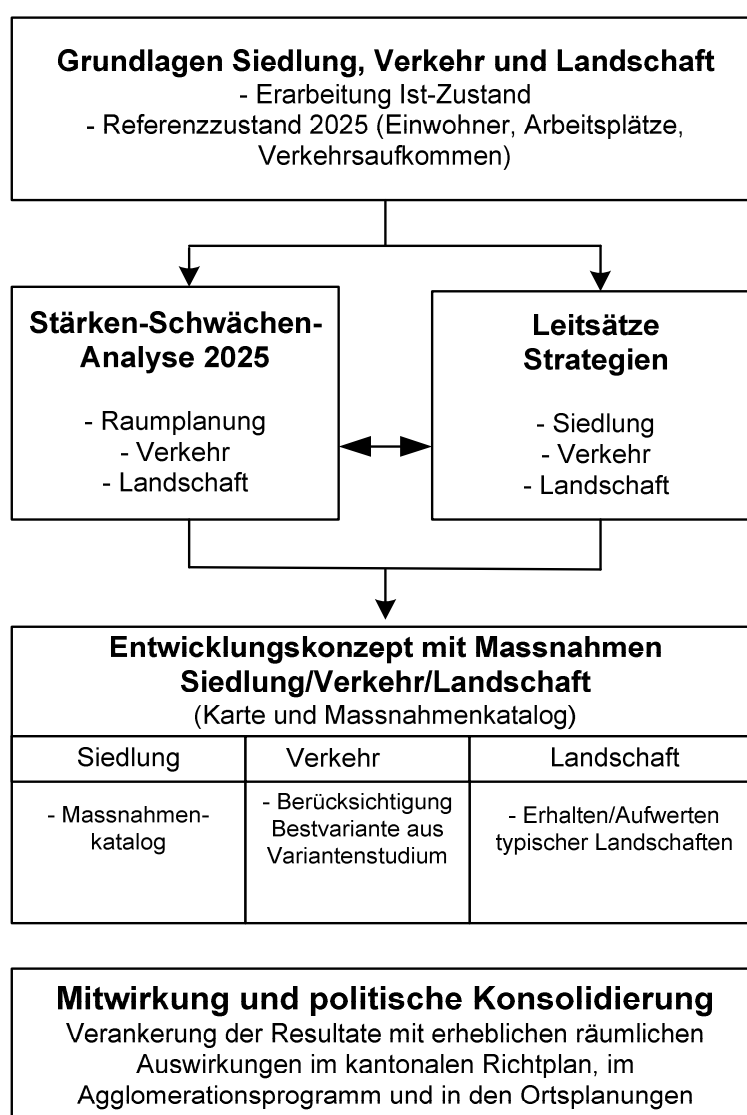 Grundlagen Siedlung, Verkehr und Landschaft
- Erarbeitung Ist-Zustand
- Referenzzustand 2025 (Einwohner, Arbeitsplätze,
Verkehrsaufkommen)
Stärken-Schwächen-
Analyse 2025
- Raumplanung
- Verkehr
- Landschaft
Leitsätze
Strategien
- Siedlung
- Verkehr
- Landschaft
Entwicklungskonzept mit Massnahmen
Siedlung/Verkehr/Landschaft
(Karte und Massnahmenkatalog)
Siedlung
- Massnahmen-
katalog
Verkehr
- Berücksichtigung
Bestvariante aus
Variantenstudium
Landschaft
- Erhalten/Aufwerten
typischer Landschaften
Mitwirkung und politische Konsolidierung
Verankerung der Resultate mit erheblichen räumlichen
Auswirkungen im kantonalen Richtplan, im
Agglomerationsprogramm und in den Ortsplanungen